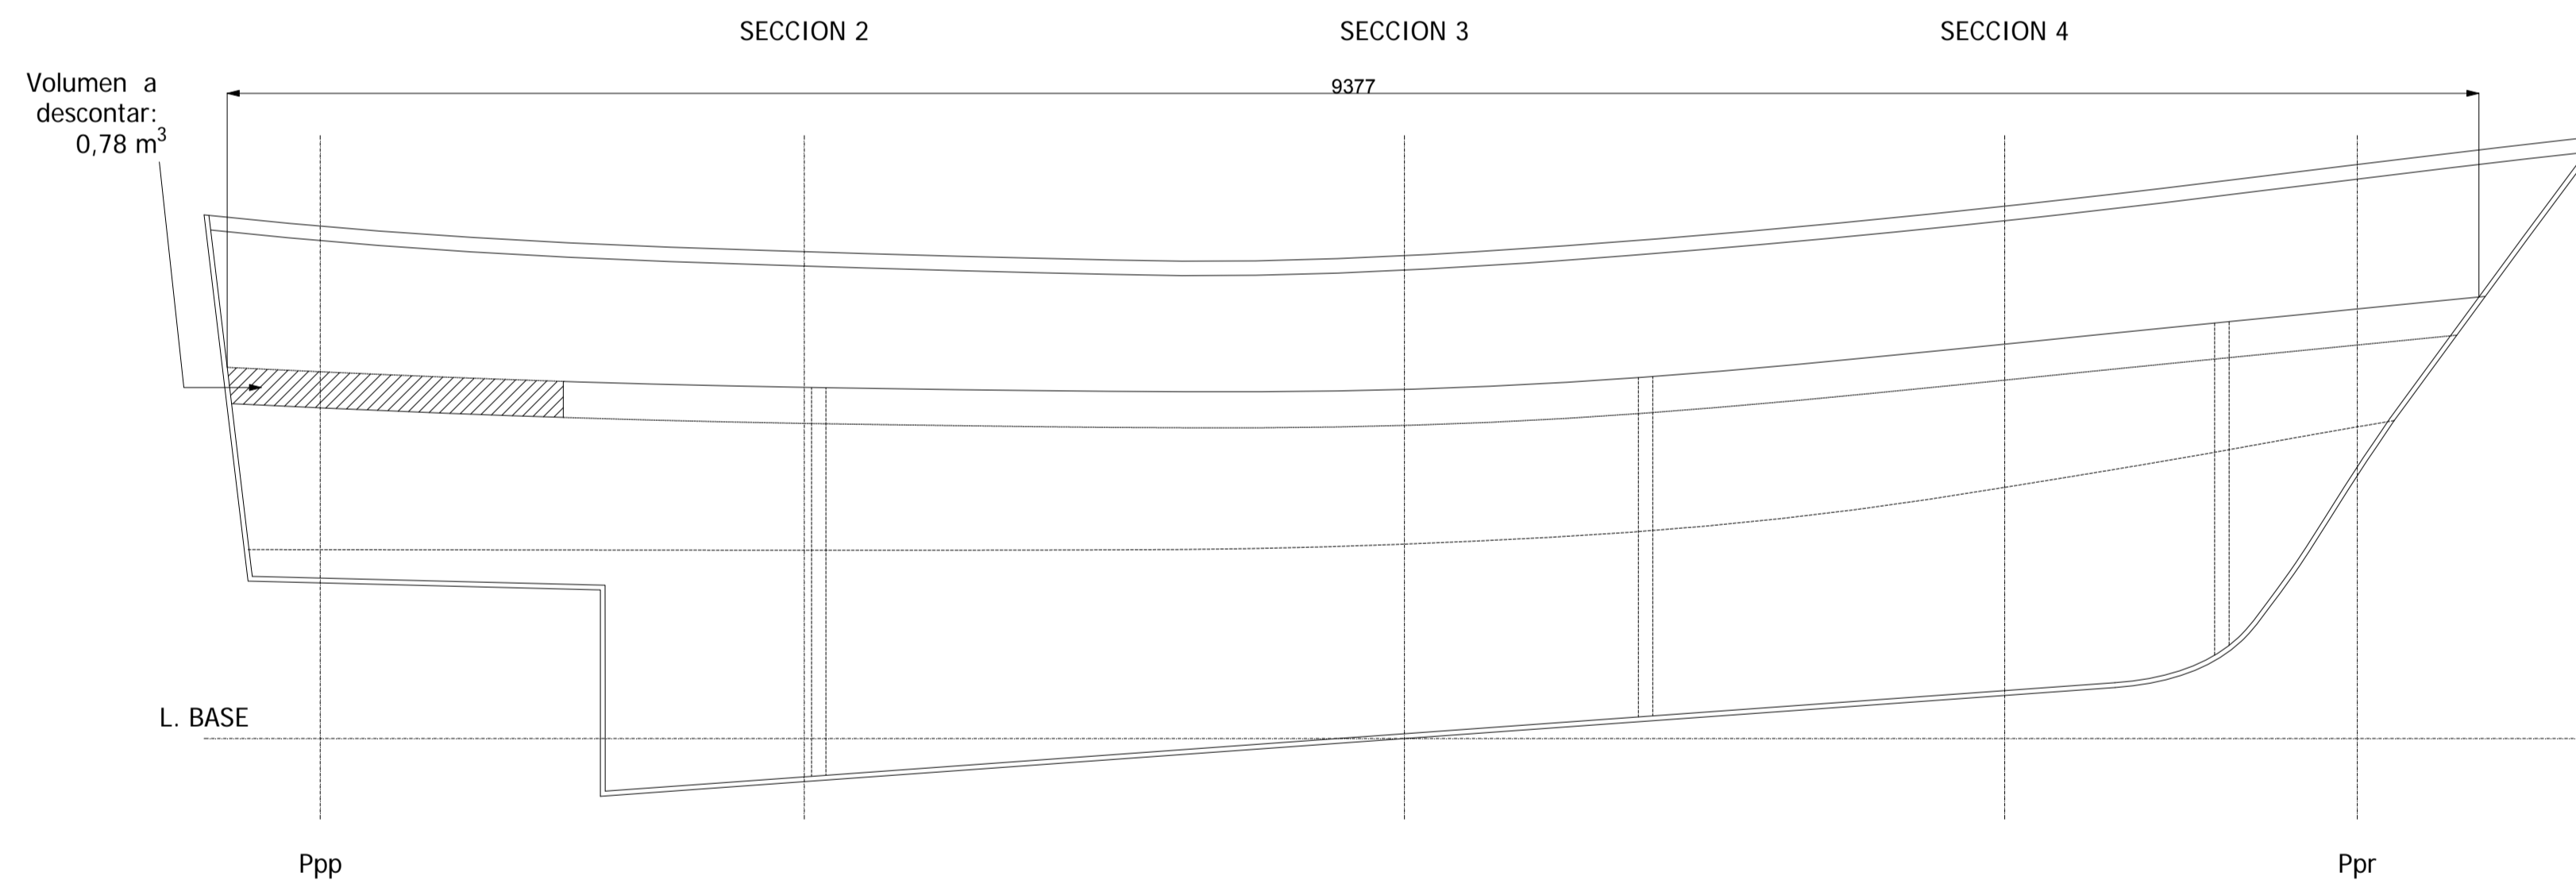 SECCION 2
SECCION 3
SECCION 4
Volumen a
descontar:
0,78 m³
9377
L. BASE
Ppp
Ppr